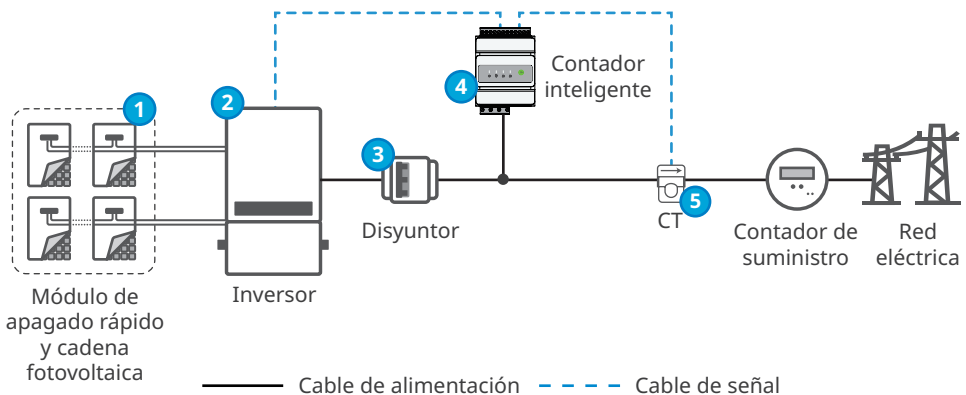 1
2
3
4
5
Contador
inteligente
Disyuntor
CT
Contador de
suministro
Red
eléctrica
Inversor
Módulo de
apagado rápido
y cadena
fotovoltaica
Cable de alimentación
Cable de señal